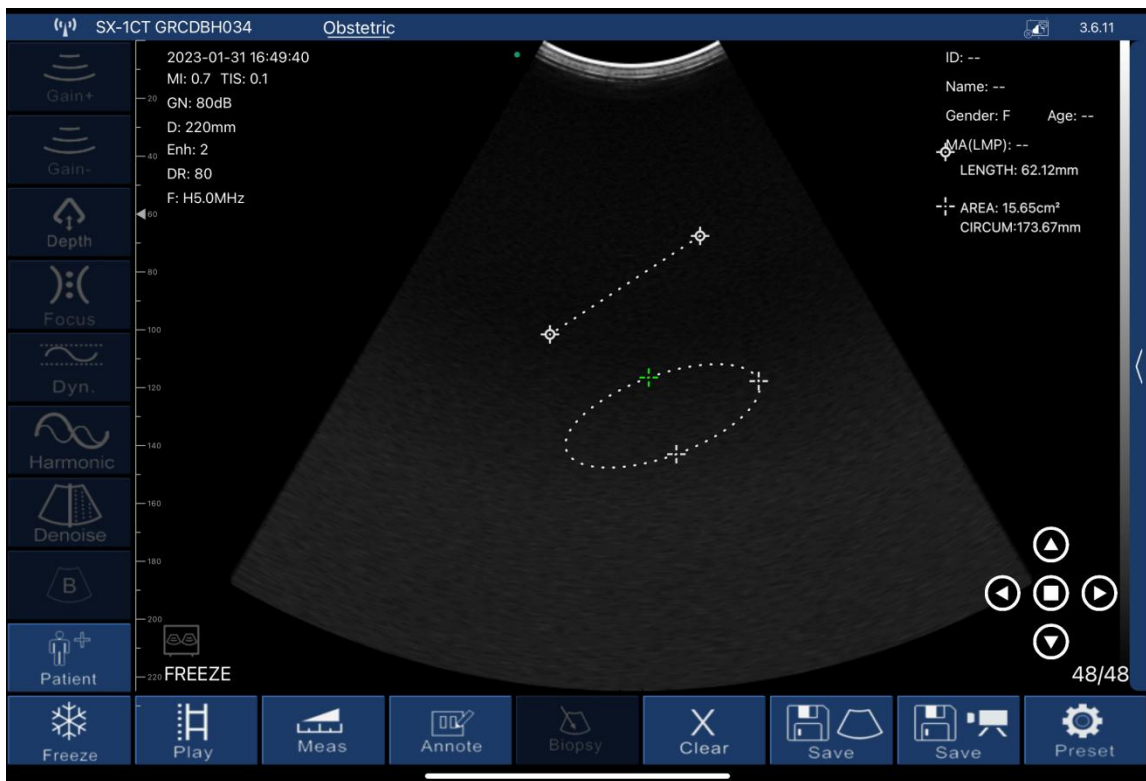 SX-1CT GRCDBH034 Obstetric 3.6.11
2023-01-31 16:49:40
MI: 0.7 TIS: 0.1
GN: 80dB
D: 220mm
Enh: 2
DR: 80
F: H5.0MHz
ID: --
Name: --
Gender: F Age: --
MA(LMP): --
LENGTH: 62.12mm
AREA: 15.65cm²
CIRCUM:173.67mm
Gain+
Gain-
Depth
Focus
Dyn.
Harmonic
Denoise
B
Patient
20
40
60
80
100
120
140
160
180
200
220
FREEZE
48/48
Freeze
Play
Meas
Annote
Biopsy
Clear
Save
Save
Preset